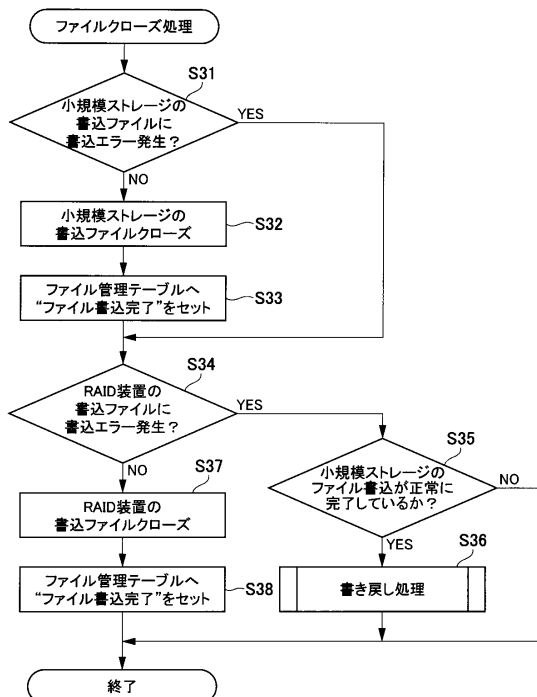 ファイルクローズ処理
S31
小規模ストレージの
書込ファイルに
書込エラー発生？
YES
NO
小規模ストレージの
書込ファイルクローズ
S32
ファイル管理テーブルへ
“ファイル書込完了”をセット
S33
S34
RAID装置の
書込ファイルに
書込エラー発生？
YES
NO
S35
小規模ストレージの
ファイル書込が正常に
完了しているか？
NO
YES
S37
RAID装置の
書込ファイルクローズ
S36
書き戻し処理
ファイル管理テーブルへ
“ファイル書込完了”をセット
S38
終了